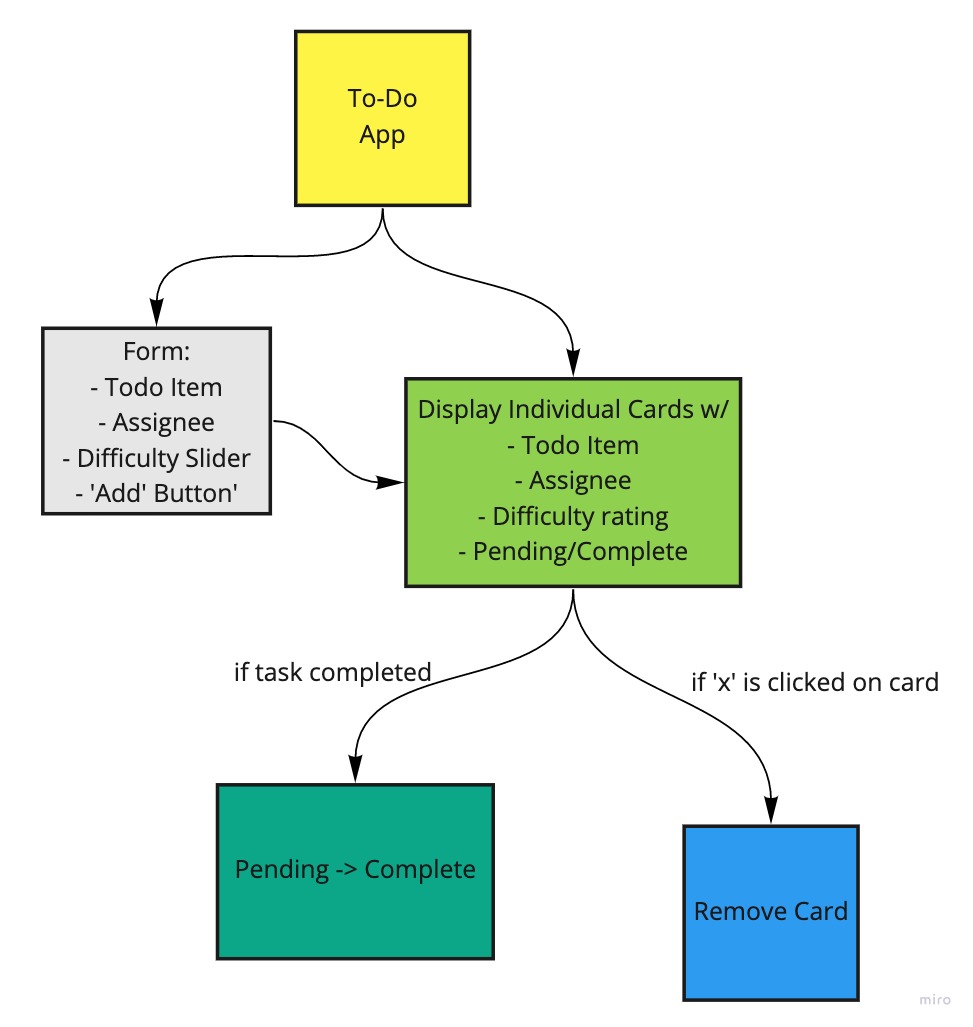 To-Do
App
Form:
- Todo Item
- Assignee
- Difficulty Slider
- 'Add' Button'
Display Individual Cards w/
- Todo Item
- Assignee
- Difficulty rating
- Pending/Complete
if task completed
if 'x' is clicked on card
Pending -> Complete
Remove Card
miro